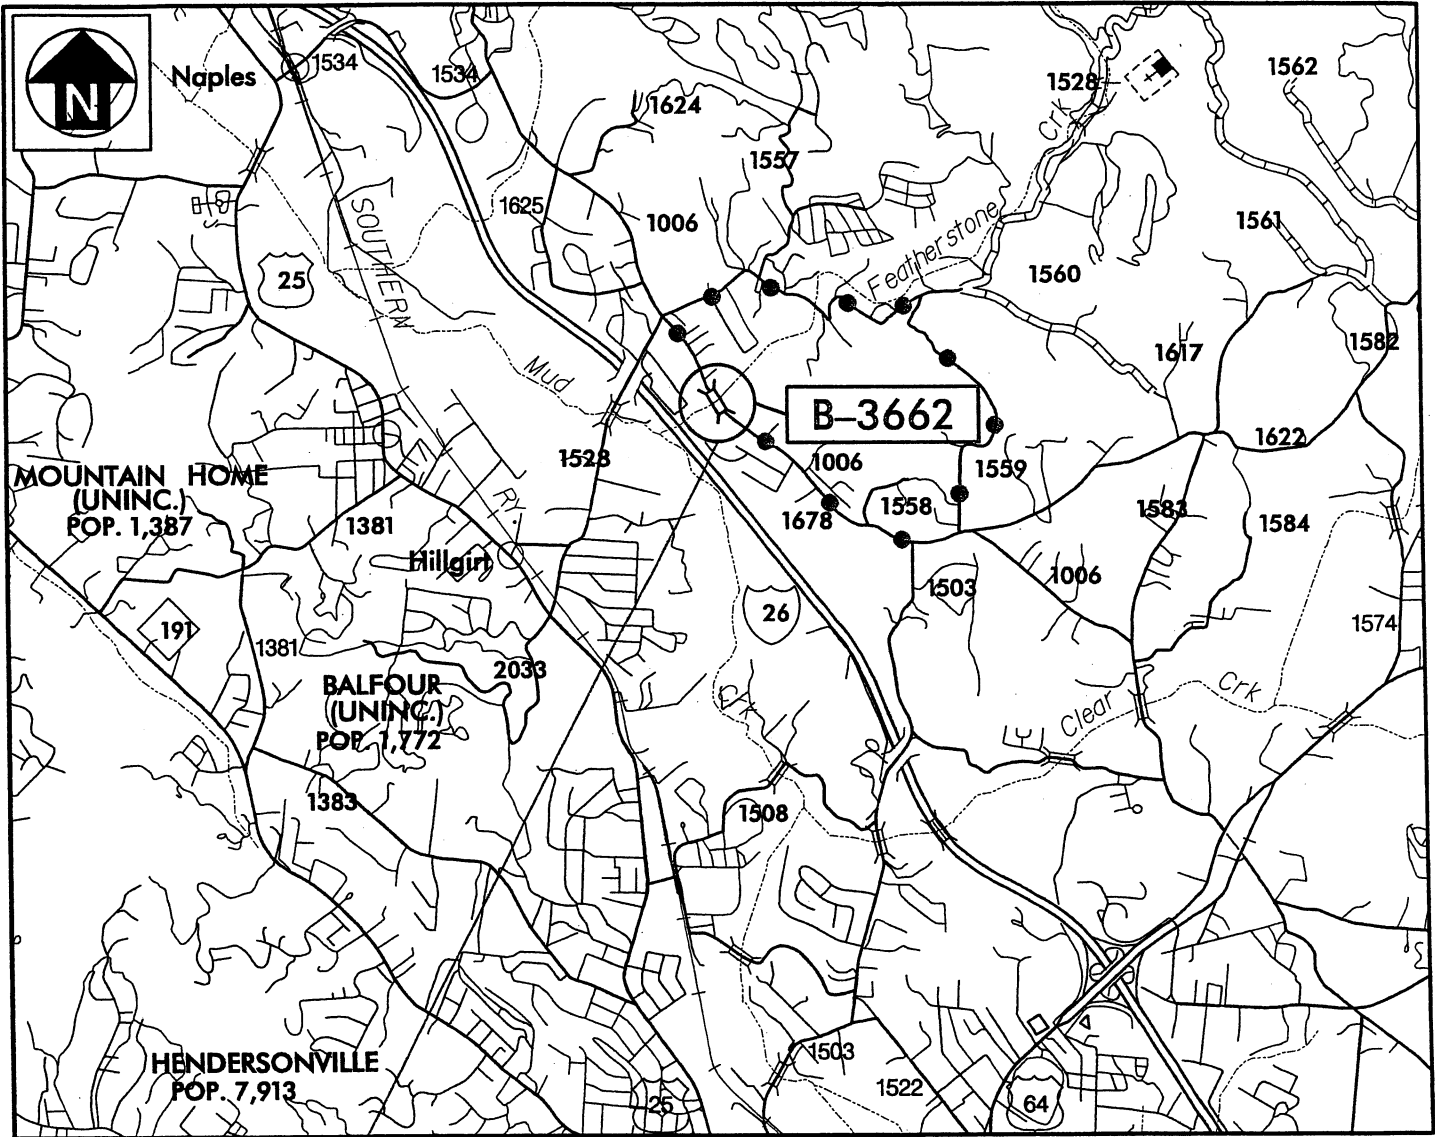 N
Naples
1534
1534
1528
1562
1624
Crk
1557
1625
1006
1561
SOUTHERN
Featherstone
25
1560
1582
1617
Mud
B-3662
1622
1528
1006
1559
MOUNTAIN HOME
(UNINC.)
POP. 1,387
RY.
1381
1678
1558
1583
1584
Hillgirt
1503
1006
26
191
1381
1574
2033
BALFOUR
(UNINC.)
POP. 1,772
Crk
Clear
Crk
1383
1508
HENDERSONVILLE
POP. 7,913
1503
1522
25
64